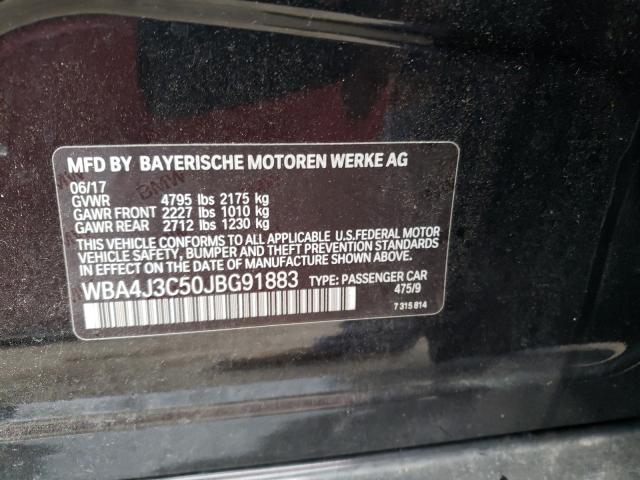 MFD BY BAYERISCHE MOTOREN WERKE AG
06/17
GVWR 4795 lbs 2175 kg
GAWR FRONT 2227 lbs 1010 kg
GAWR REAR 2712 lbs 1230 kg
THIS VEHICLE CONFORMS TO ALL APPLICABLE U.S.FEDERAL MOTOR
VEHICLE SAFETY, BUMPER AND THEFT PREVENTION STANDARDS
IN EFFECT ON THE DATE OF MANUFACTURE SHOWN ABOVE.
WBA4J3C50JBG91883 TYPE: PASSENGER CAR
475/9
7 315 814